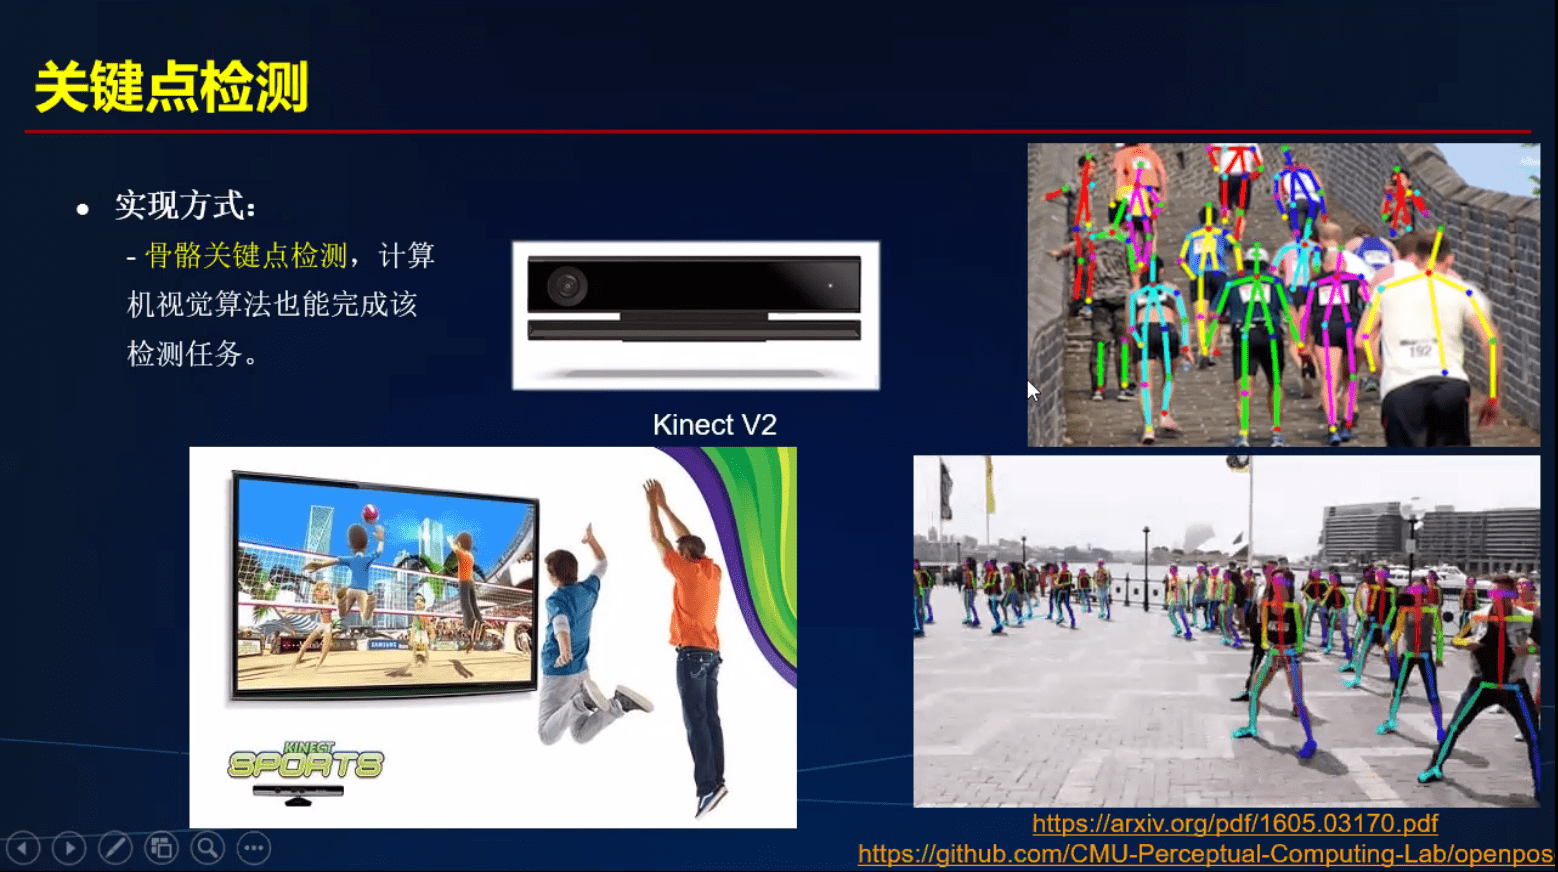 关键点检测
实现方式：
- 骨骼关键点检测，计算
机视觉算法也能完成该
检测任务。
Kinect V2
SAMSUNG
KINECT
SPORTS
192
https://arxiv.org/pdf/1605.03170.pdf
https://github.com/CMU-Perceptual-Computing-Lab/openpos